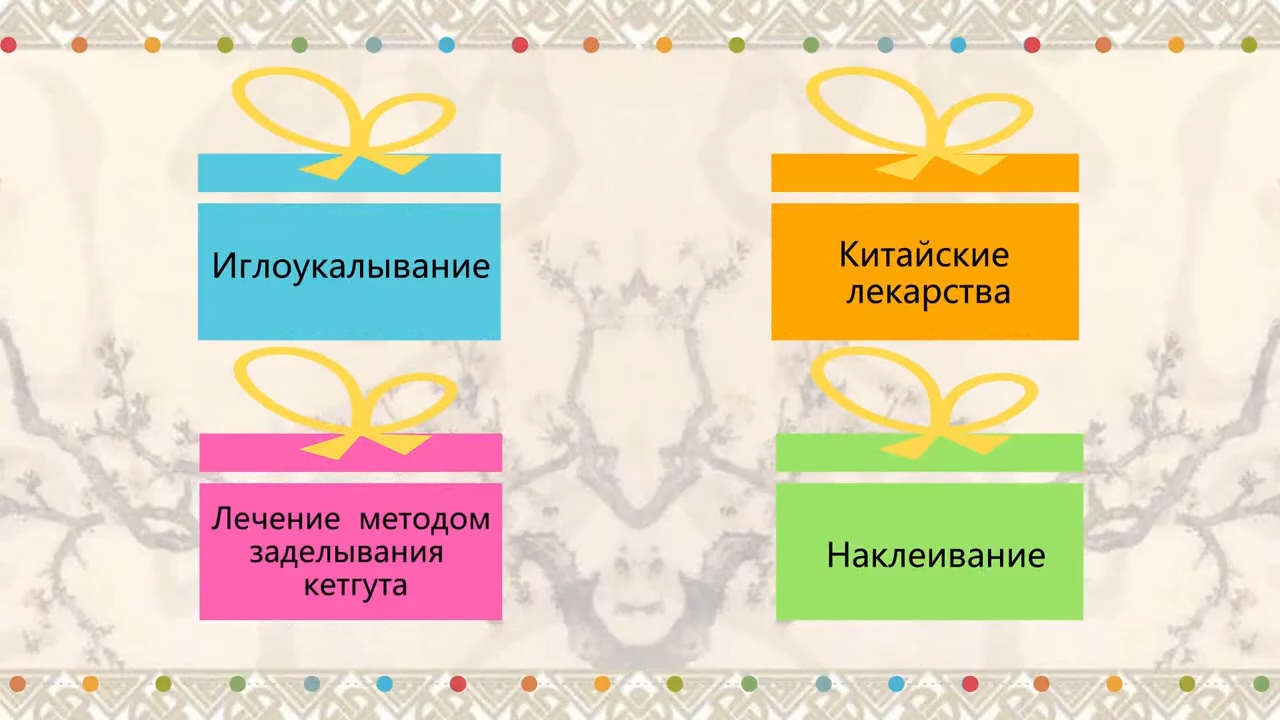 Иглоукалывание
Китайские
лекарства
Лечение методом
заделывания
кетгута
Наклеивание